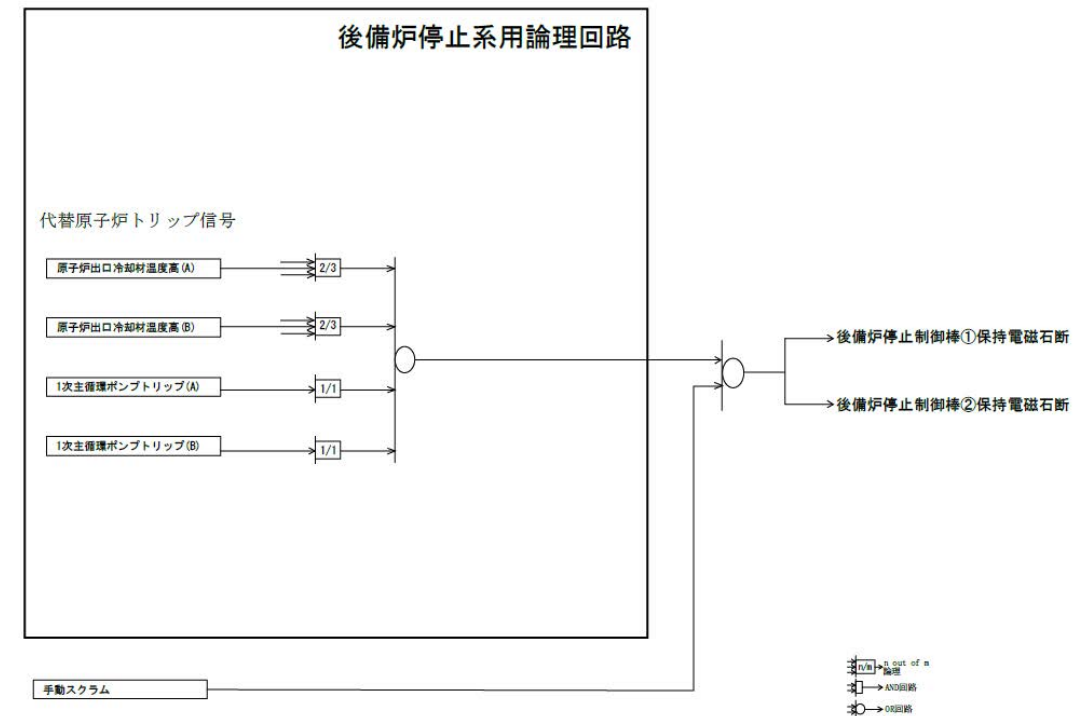 後備炉停止系用論理回路
代替原子炉トリップ信号
原子炉出口冷却材温度高(A)
2/3
原子炉出口冷却材温度高(B)
2/3
1次主循環ポンプトリップ(A)
1/1
1次主循環ポンプトリップ(B)
1/1
後備炉停止制御棒①保持電磁石断
後備炉停止制御棒②保持電磁石断
手動スクラム
n/m
n out of m
論理
AND回路
OR回路